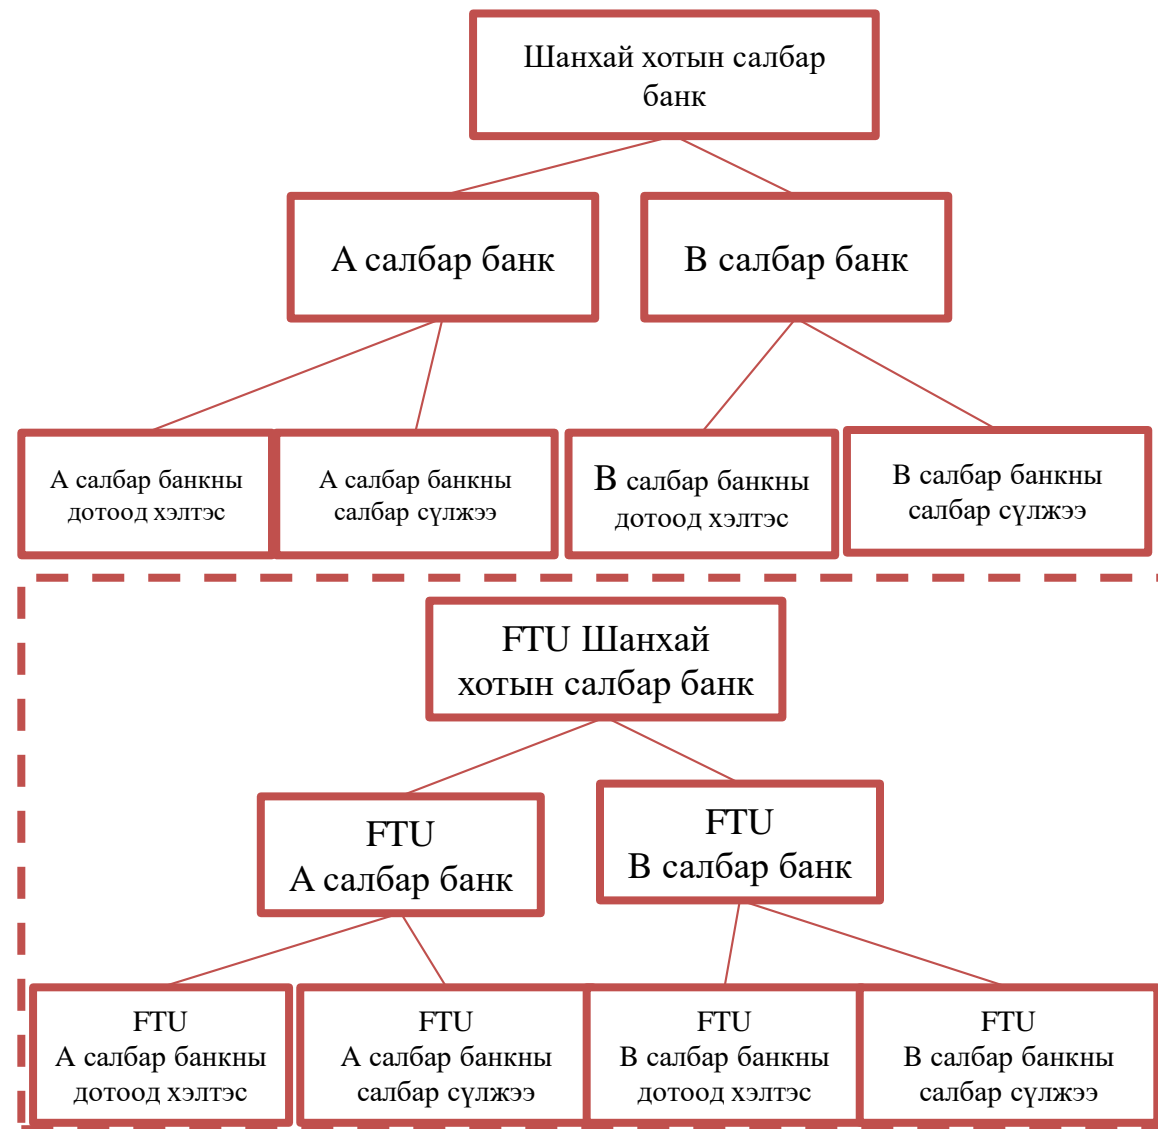 Шанхай хотын салбар
банк
А салбар банк
В салбар банк
А салбар банкны
дотоод хэлтэс
А салбар банкны
салбар сүлжээ
В салбар банкны
дотоод хэлтэс
В салбар банкны
салбар сүлжээ
FTU Шанхай
хотын салбар банк
FTU
А салбар банк
FTU
В салбар банк
FTU
А салбар банкны
дотоод хэлтэс
FTU
А салбар банкны
салбар сүлжээ
FTU
В салбар банкны
дотоод хэлтэс
FTU
В салбар банкны
салбар сүлжээ